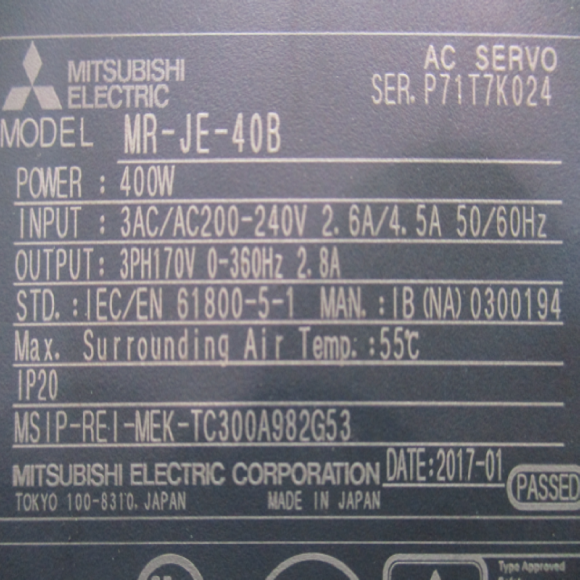 MITSUBISHI ELECTRIC
AC SERVO
SER. P71T7K024
MODEL MR-JE-40B
POWER : 400W
INPUT : 3AC/AC200-240V 2.6A/4.5A 50/60Hz
OUTPUT: 3PH170V 0-360Hz 2.8A
STD. :IEC/EN 61800-5-1 MAN. :IB(NA)0300194
Max. Surrounding Air Temp. :55℃
IP20
MSIP-REI-MEK-TC300A982G53
MITSUBISHI ELECTRIC CORPORATION DATE:2017-01
TOKYO 100-8310, JAPAN MADE IN JAPAN
PASSED
Type Approved